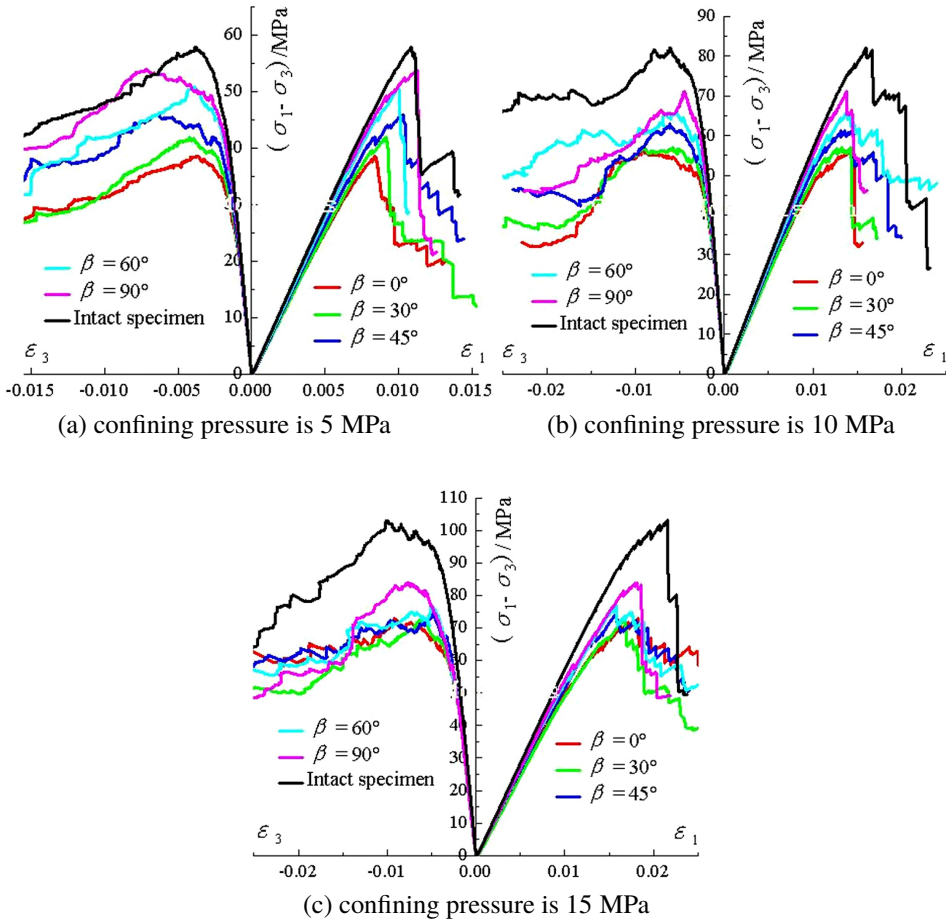 60
50
40
30
20
10
0
( σ₁- σ₃) /MPa
β = 60°
β = 90°
Intact specimen
β = 0°
β = 30°
β = 45°
ε₃
ε₁
-0.015 -0.010 -0.005 0.000 0.005 0.010 0.015
(a) confining pressure is 5 MPa
90
80
70
60
50
40
30
20
10
0
( σ₁- σ₃) / MPa
β = 60°
β = 90°
Intact specimen
β = 0°
β = 30°
β = 45°
ε₃
ε₁
-0.02 -0.01 0.00 0.01 0.02
(b) confining pressure is 10 MPa
110
100
90
80
70
60
50
40
30
20
10
0
( σ₁- σ₃) / MPa
β = 60°
β = 90°
Intact specimen
β = 0°
β = 30°
β = 45°
ε₃
ε₁
-0.02 -0.01 0.00 0.01 0.02
(c) confining pressure is 15 MPa